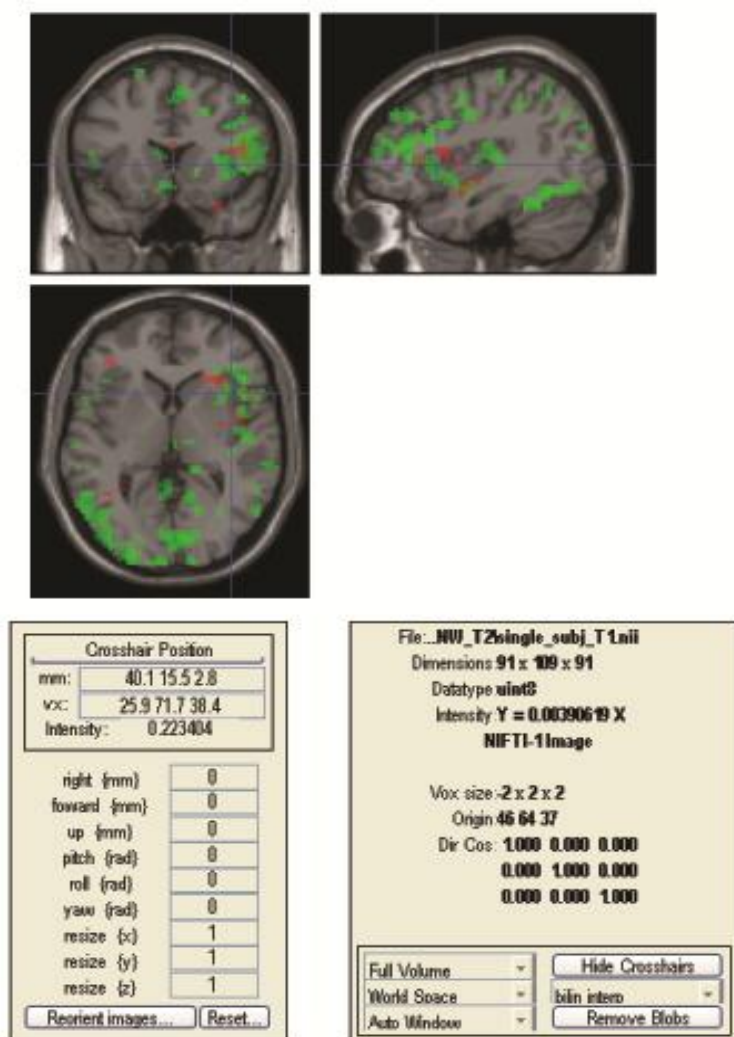 Crosshair Position
mm: 40.1 15.5 2.8
vx: 25.9 71.7 38.4
Intensity: 0.223404
right {mm} 0
foward {mm} 0
up {mm} 0
pitch {rad} 0
roll {rad} 0
yaw {rad} 0
resize {x} 1
resize {y} 1
resize {z} 1
Reorient images... Reset...
File:...NW_T2\single_subj_T1.nii
Dimensions 91 x 109 x 91
Datatype uint8
Intensity Y = 0.00390619 X
NIFTI-1 Image
Vox size -2 x 2 x 2
Origin 46 64 37
Dir Cos: 1.000 0.000 0.000
0.000 1.000 0.000
0.000 0.000 1.000
Full Volume Hide Crosshairs
World Space bilin interp
Auto Window Remove Blobs